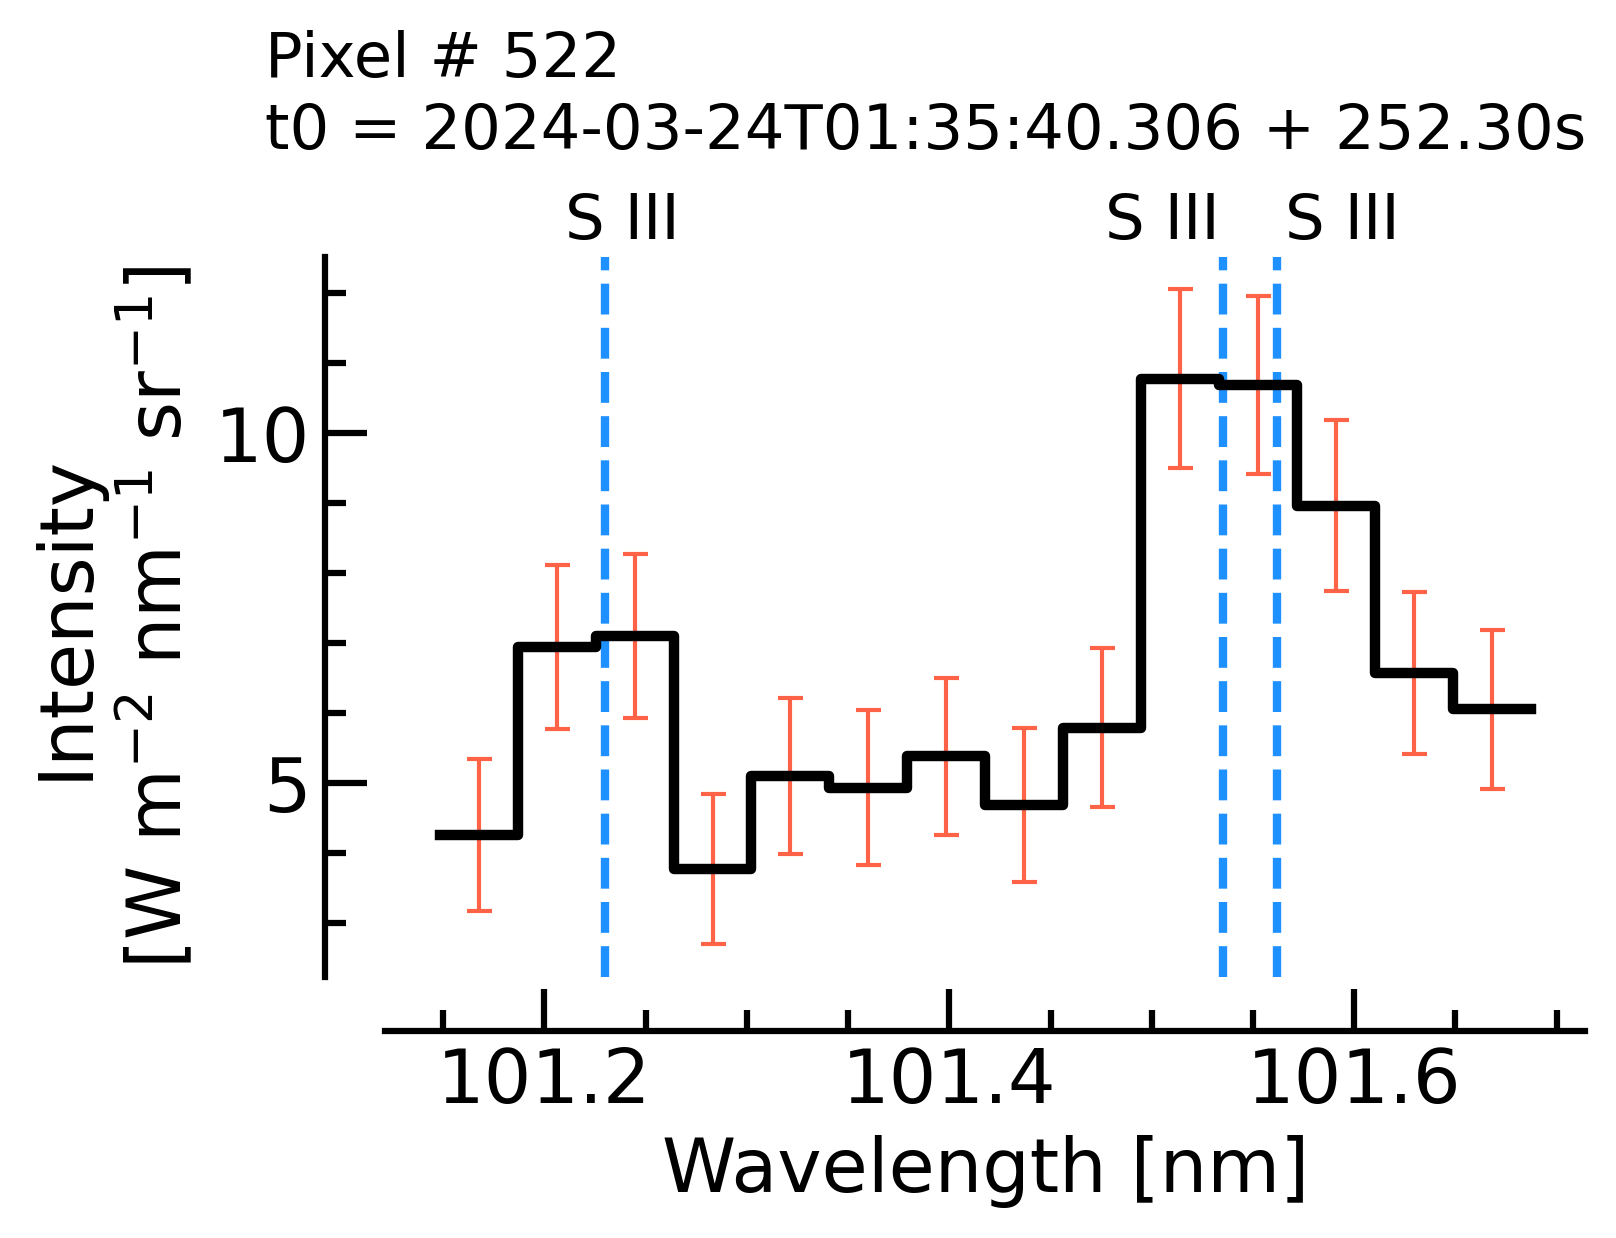 Pixel # 522
t0 = 2024-03-24T01:35:40.306 + 252.30s
S III S III S III
Intensity
[W m⁻² nm⁻¹ sr⁻¹]
10
5
101.2 101.4 101.6
Wavelength [nm]